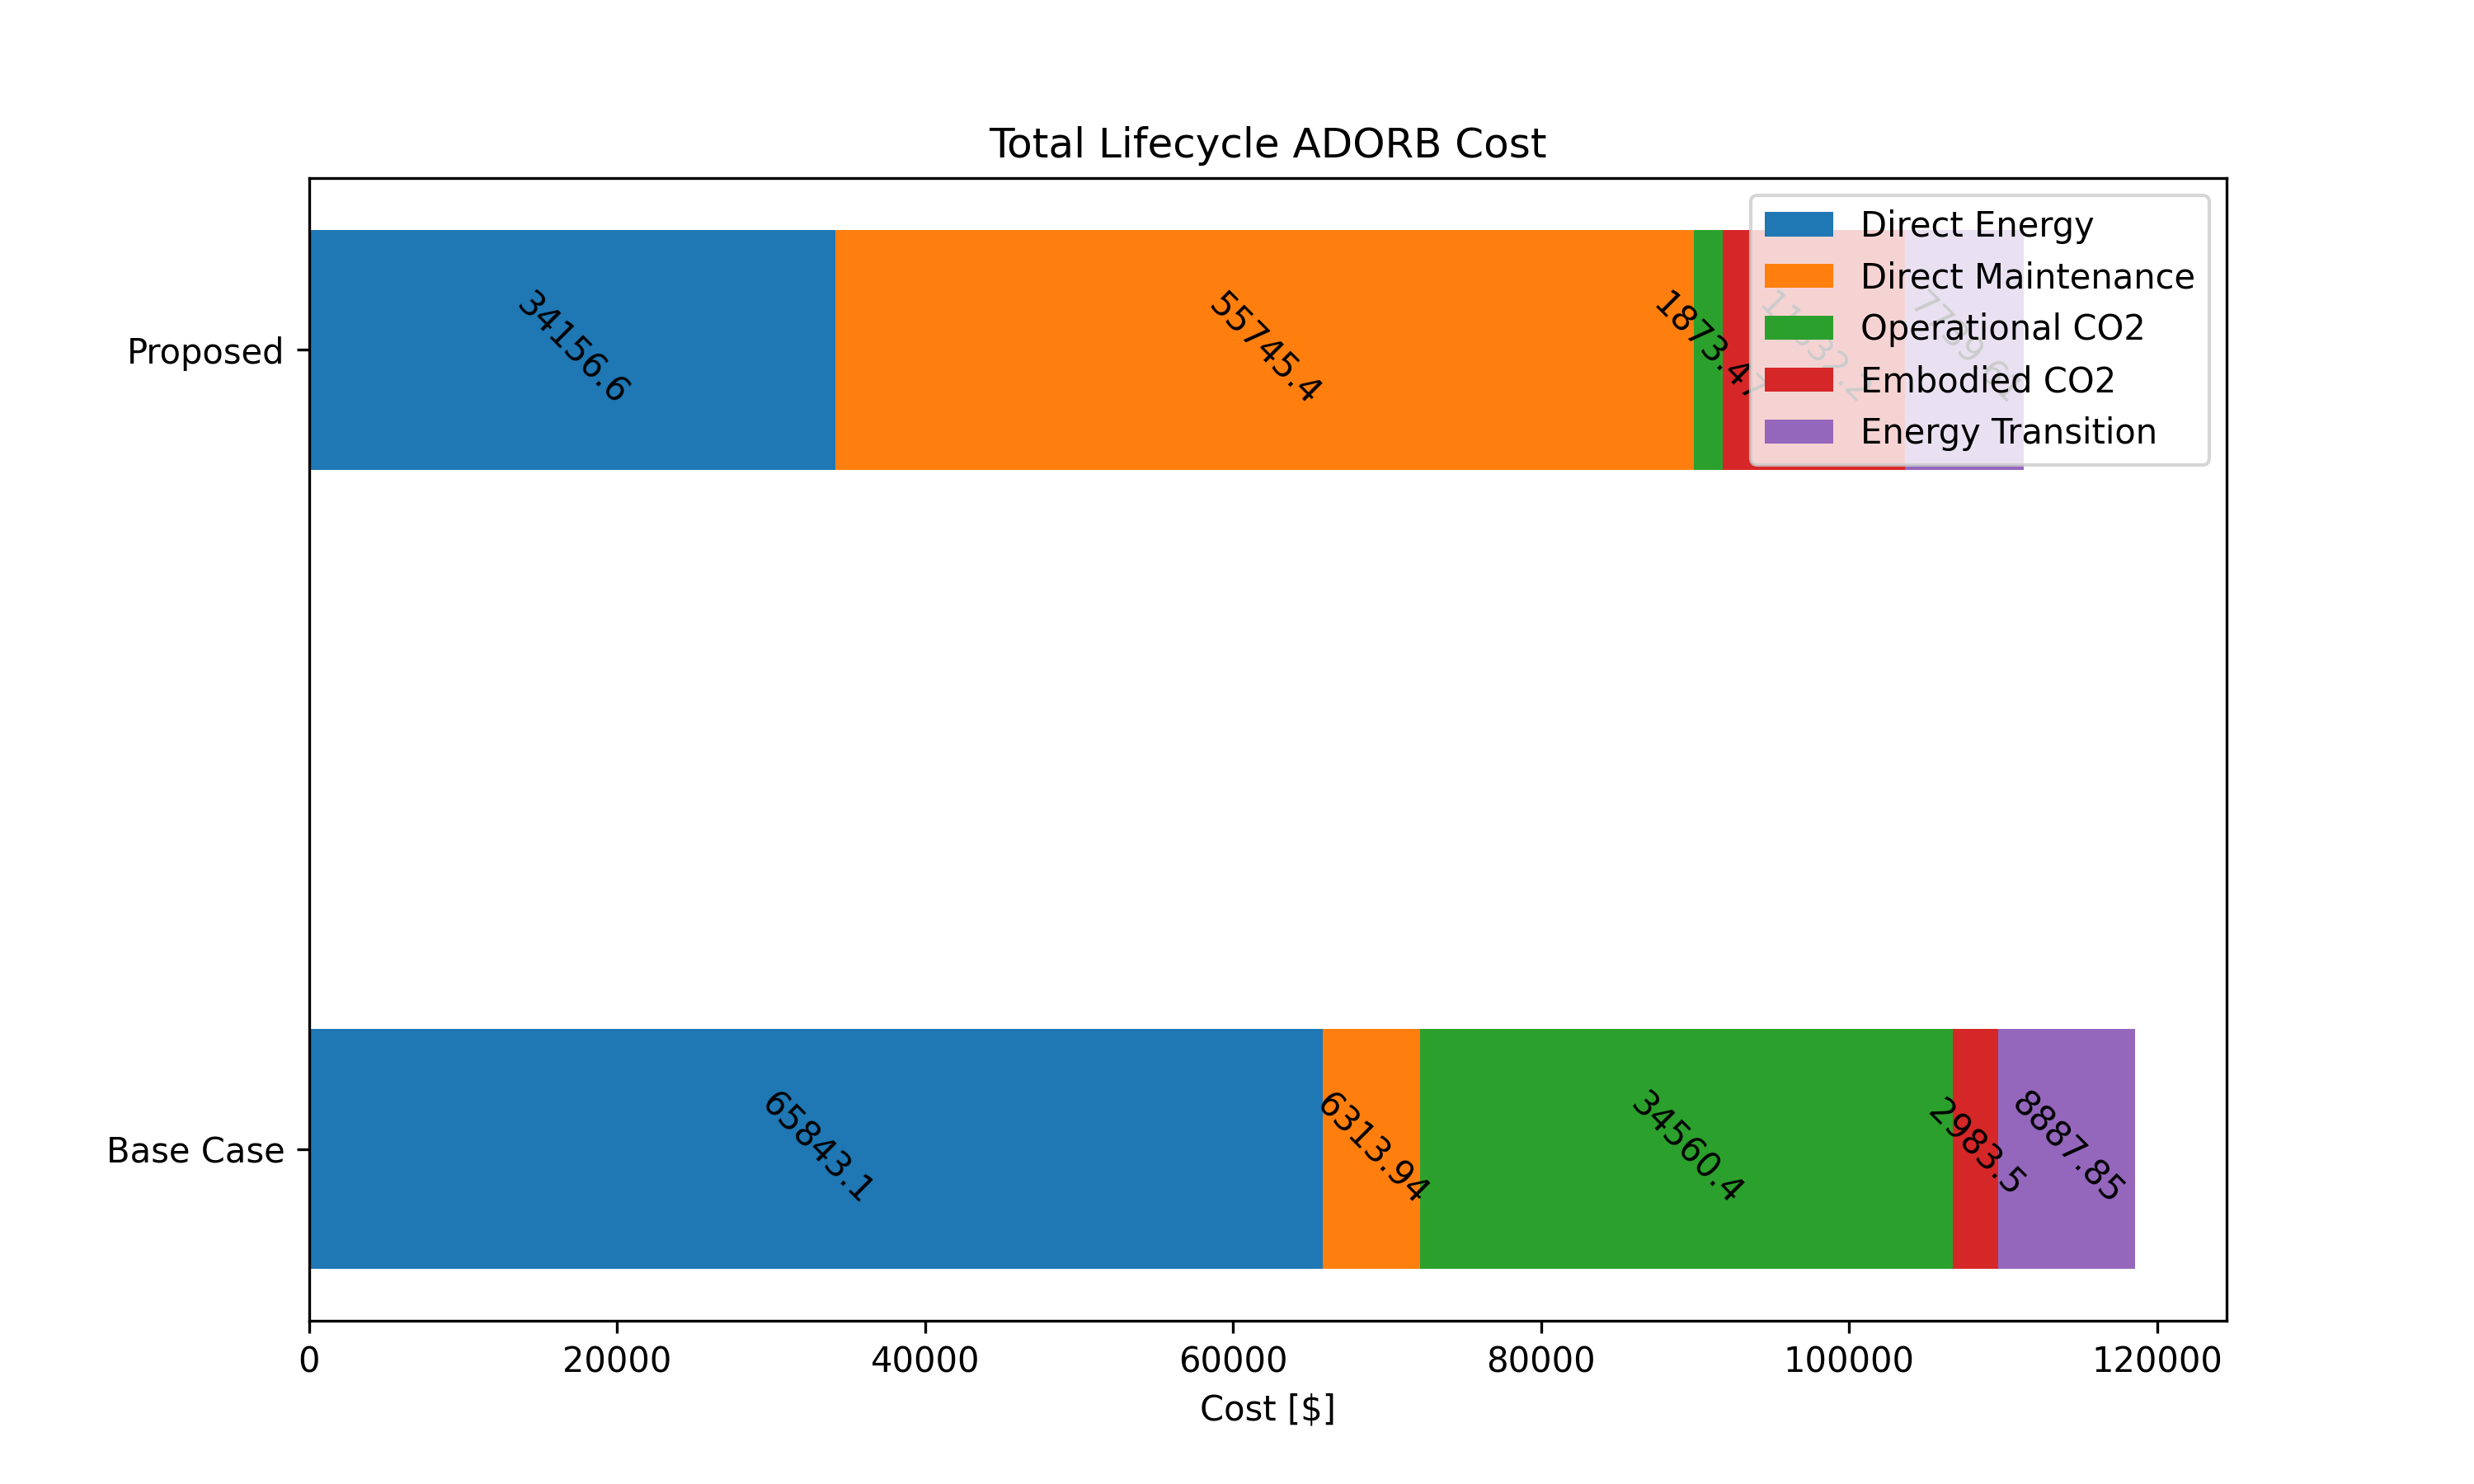 Total Lifecycle ADORB Cost
Direct Energy
Direct Maintenance
Operational CO2
Embodied CO2
Energy Transition
Proposed
34156.6
55745.4
1873.47
Base Case
65843.1
6313.94
34560.4
2983.5
8887.85
0 20000 40000 60000 80000 100000 120000
Cost [$]